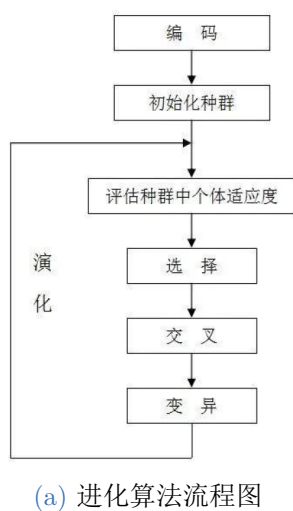 编 码
初始化种群
评估种群中个体适应度
选 择
演
化
交 叉
变 异
(a) 进化算法流程图